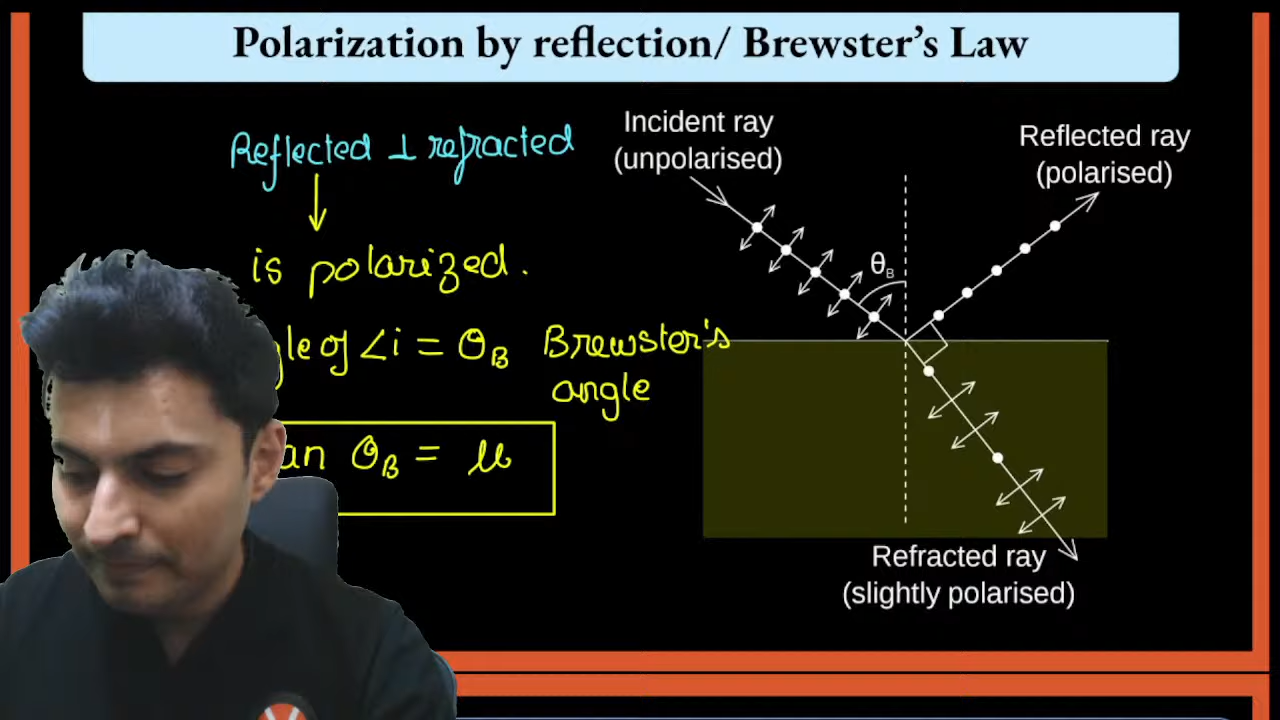 Polarization by reflection/ Brewster's Law
Reflected ⊥ refracted
is polarized.
of ∠i = θB Brewster's
angle
θB = μ
Incident ray
(unpolarised)
Reflected ray
(polarised)
θB
Refracted ray
(slightly polarised)